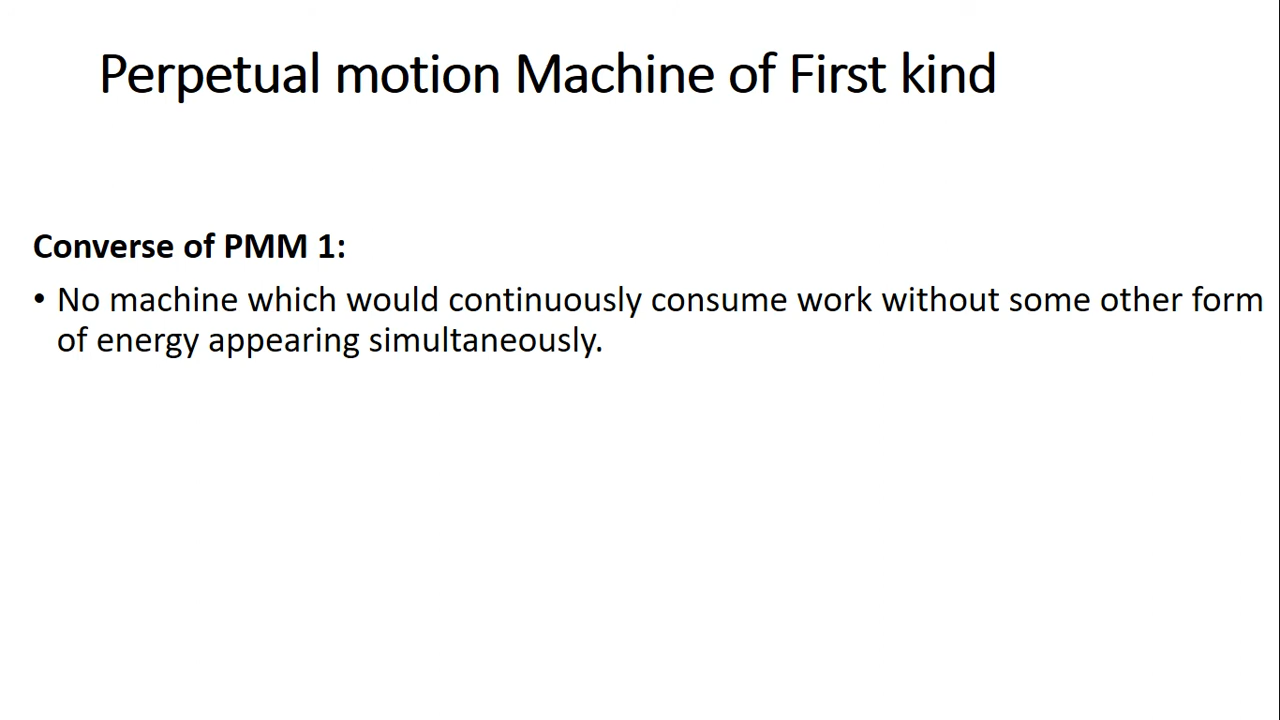 Perpetual motion Machine of First kind
Converse of PMM 1:
• No machine which would continuously consume work without some other form
of energy appearing simultaneously.